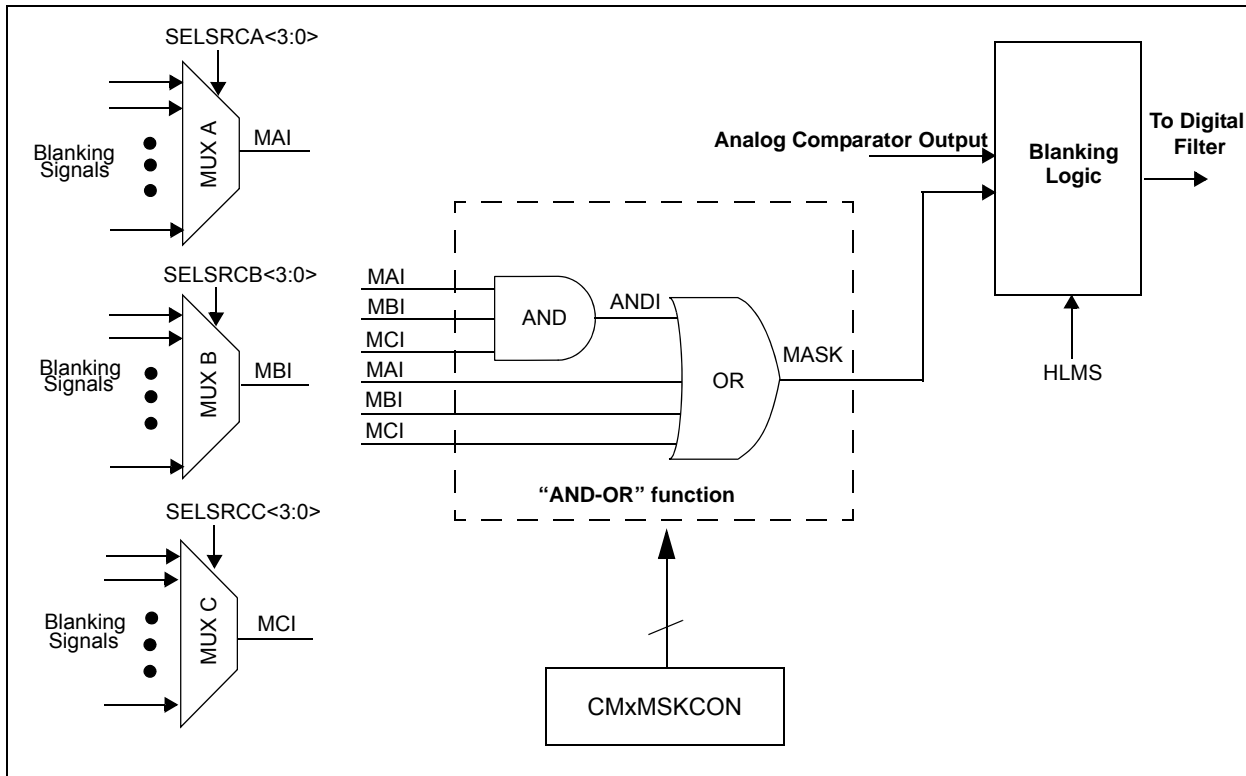 SELSRCA<3:0>
Blanking
Signals
MUX A
MAI
SELSRCB<3:0>
Blanking
Signals
MUX B
MBI
SELSRCC<3:0>
Blanking
Signals
MUX C
MCI
MAI
MBI
MCI
MAI
MBI
MCI
AND
ANDI
OR
MASK
“AND-OR” function
CMxMSKCON
Analog Comparator Output
Blanking
Logic
To Digital
Filter
HLMS